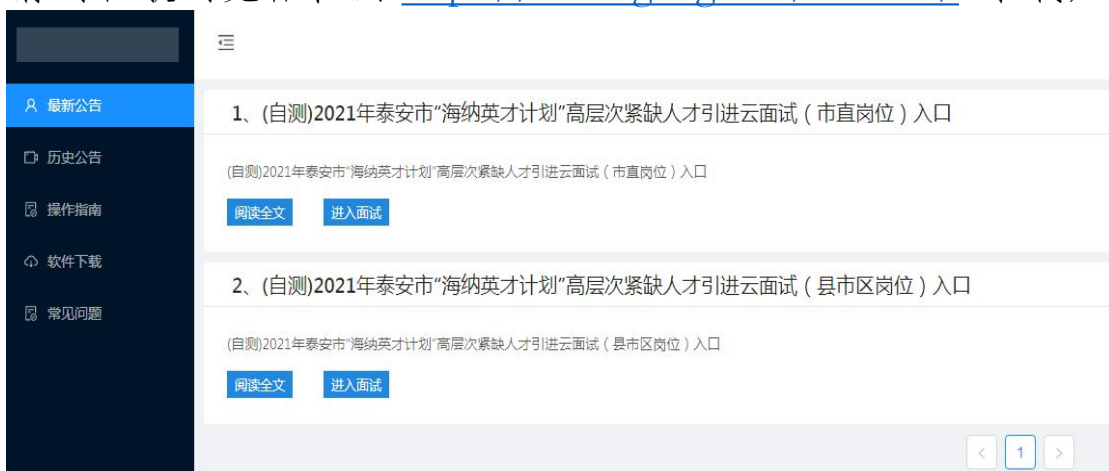 最新公告
历史公告
操作指南
软件下载
常见问题
1、(自测)2021年泰安市“海纳英才计划”高层次紧缺人才引进云面试（市直岗位）入口
(自测)2021年泰安市“海纳英才计划”高层次紧缺人才引进云面试（市直岗位）入口
阅读全文 进入面试
2、(自测)2021年泰安市“海纳英才计划”高层次紧缺人才引进云面试（县市区岗位）入口
(自测)2021年泰安市“海纳英才计划”高层次紧缺人才引进云面试（县市区岗位）入口
阅读全文 进入面试
< 1 >